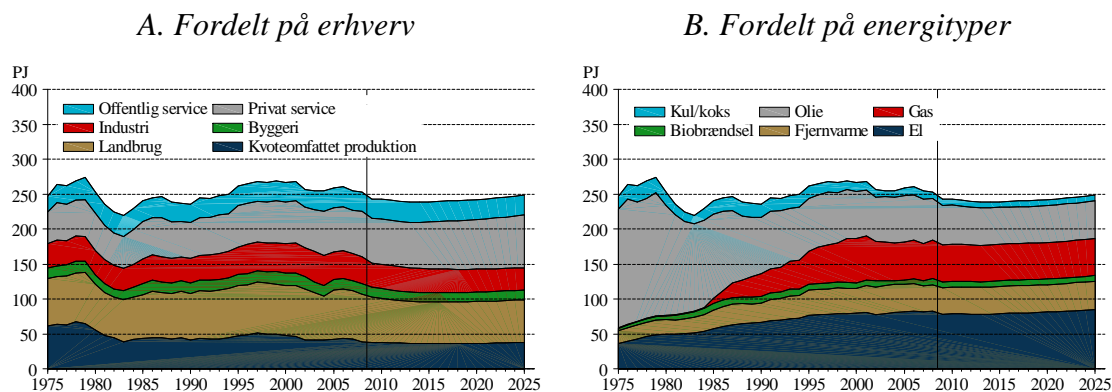 A. Fordelt på erhverv
PJ
400
350
300
250
200
150
100
50
0
Offentlig service Privat service
Industri Byggeri
Landbrug Kvoteomfattet produktion
1975 1980 1985 1990 1995 2000 2005 2010 2015 2020 2025
B. Fordelt på energityper
PJ
400
350
300
250
200
150
100
50
0
Kul/koks Olie Gas
Biobrændsel Fjernvarme El
1975 1980 1985 1990 1995 2000 2005 2010 2015 2020 2025